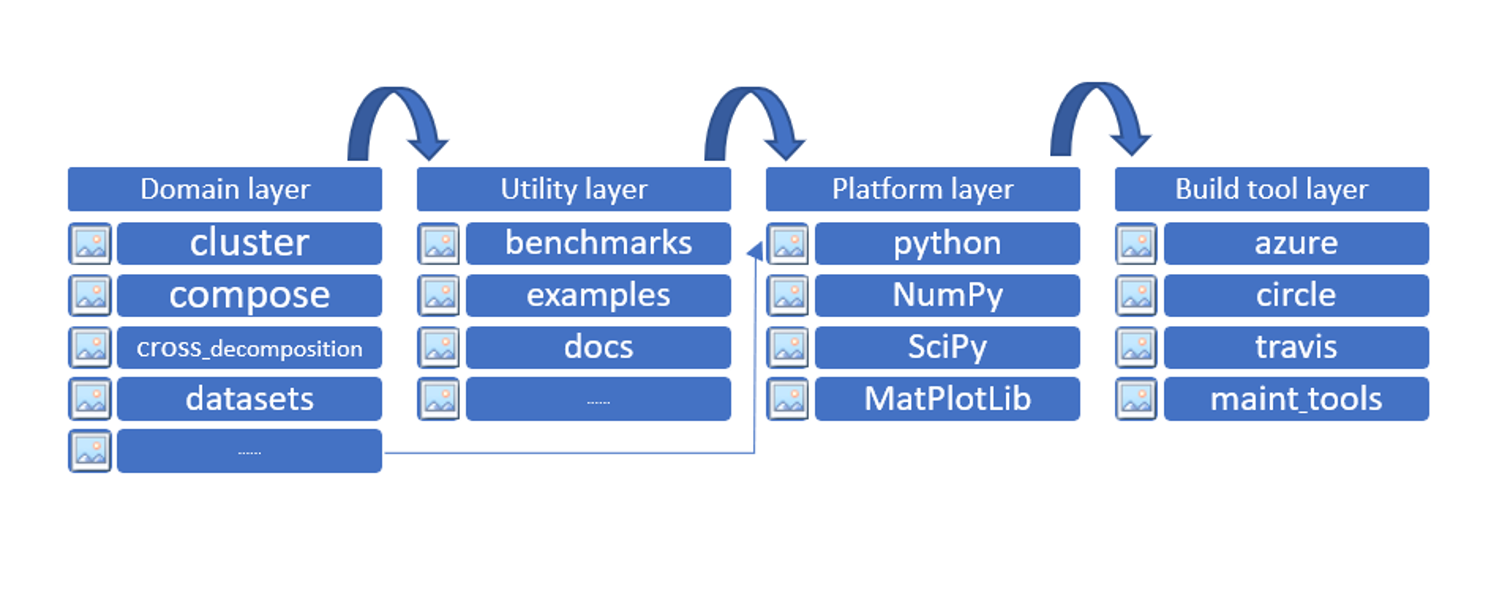 Domain layer
cluster
compose
cross_decomposition
datasets
......
Utility layer
benchmarks
examples
docs
......
Platform layer
python
NumPy
SciPy
MatPlotLib
Build tool layer
azure
circle
travis
maint_tools